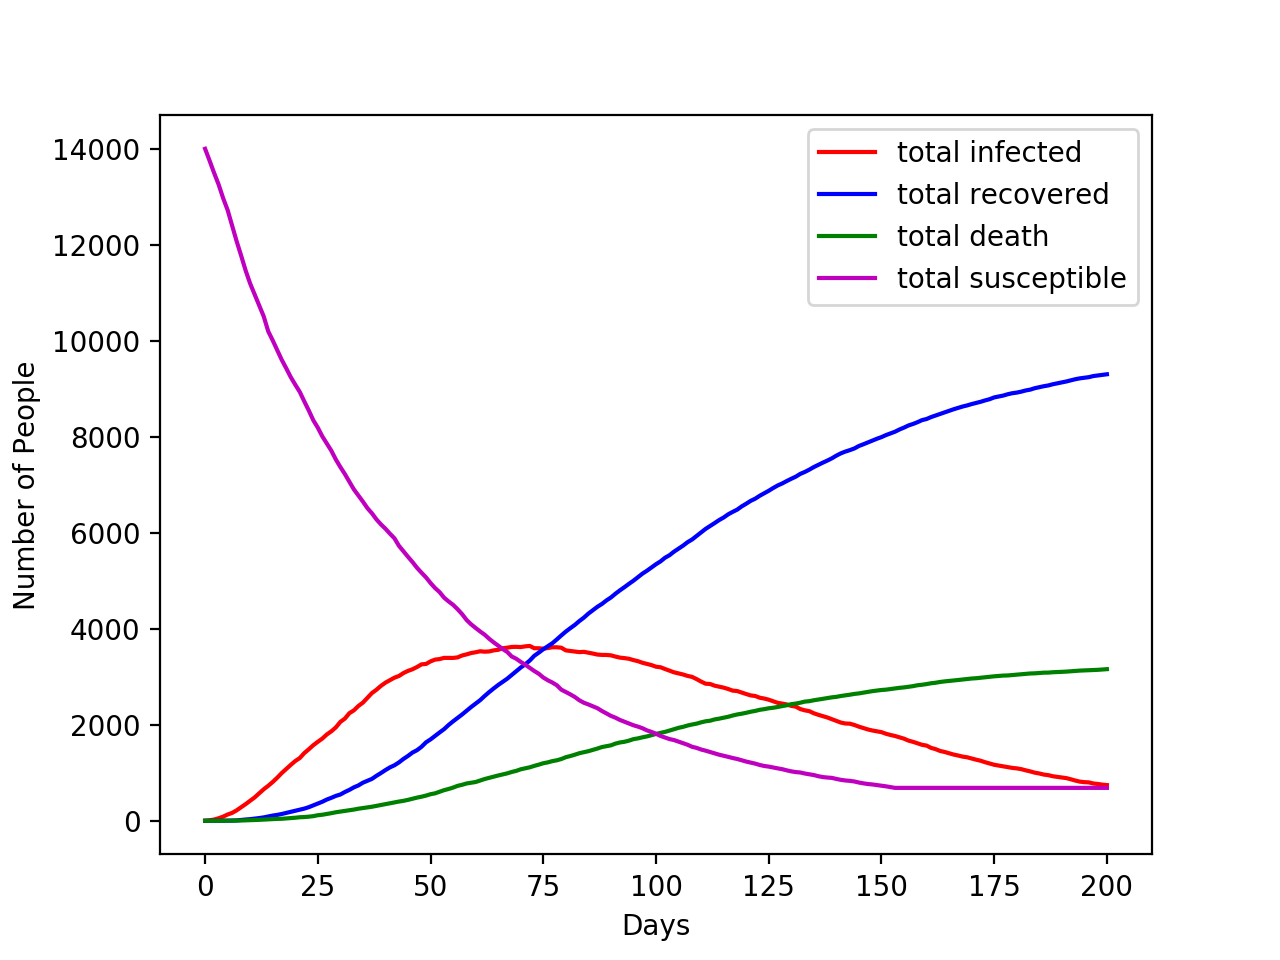 total infected
total recovered
total death
total susceptible
14000
12000
10000
8000
6000
4000
2000
0
Number of People
0 25 50 75 100 125 150 175 200
Days